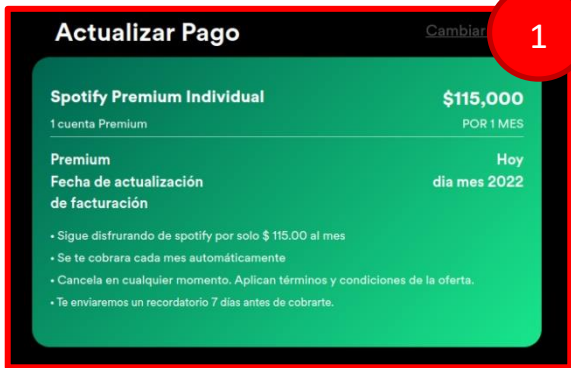 Actualizar Pago
Cambiar
1
Spotify Premium Individual
$115,000
1 cuenta Premium
POR 1 MES
Premium
Hoy
Fecha de actualización
dia mes 2022
de facturación
• Sigue disfrurando de spotify por solo $ 115.00 al mes
• Se te cobrara cada mes automáticamente
• Cancela en cualquier momento. Aplican términos y condiciones de la oferta.
• Te enviaremos un recordatorio 7 días antes de cobrarte.